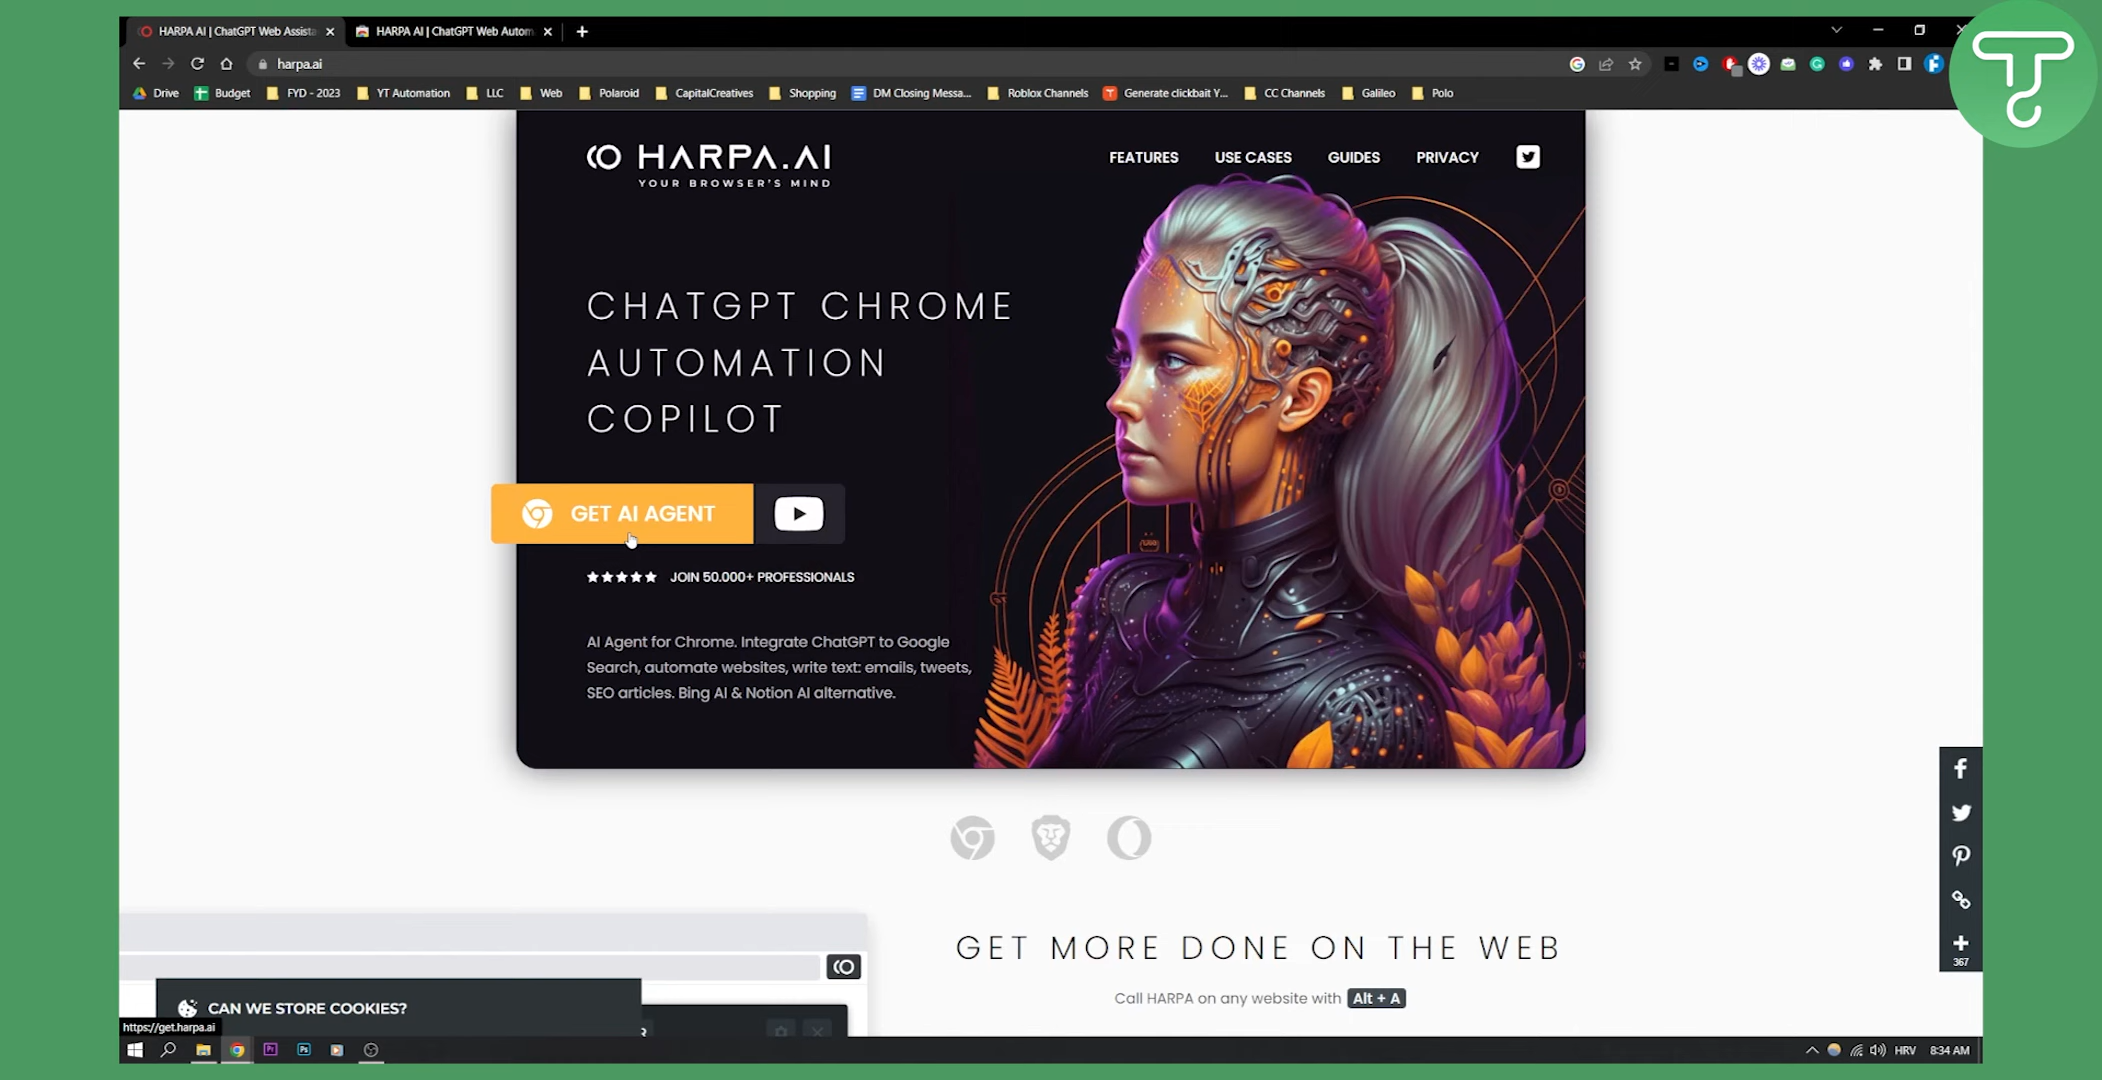 HARPA AI | ChatGPT Web Assista
HARPA AI | ChatGPT Web Autom
harpa.ai
Drive
Budget
FYD - 2023
YT Automation
LLC
Web
Polaroid
CapitalCreatives
Shopping
DM Closing Messa...
Roblox Channels
Generate clickbait Y...
CC Channels
Galileo
Polo
HARPA.AI
YOUR BROWSER'S MIND
FEATURES
USE CASES
GUIDES
PRIVACY
CHATGPT CHROME
AUTOMATION
COPILOT
GET AI AGENT
JOIN 50.000+ PROFESSIONALS
AI Agent for Chrome. Integrate ChatGPT to Google
Search, automate websites, write text: emails, tweets,
SEO articles. Bing AI & Notion AI alternative.
GET MORE DONE ON THE WEB
Call HARPA on any website with Alt + A
367
CAN WE STORE COOKIES?
https://get.harpa.ai
Pr
Ps
HRV
8:34 AM